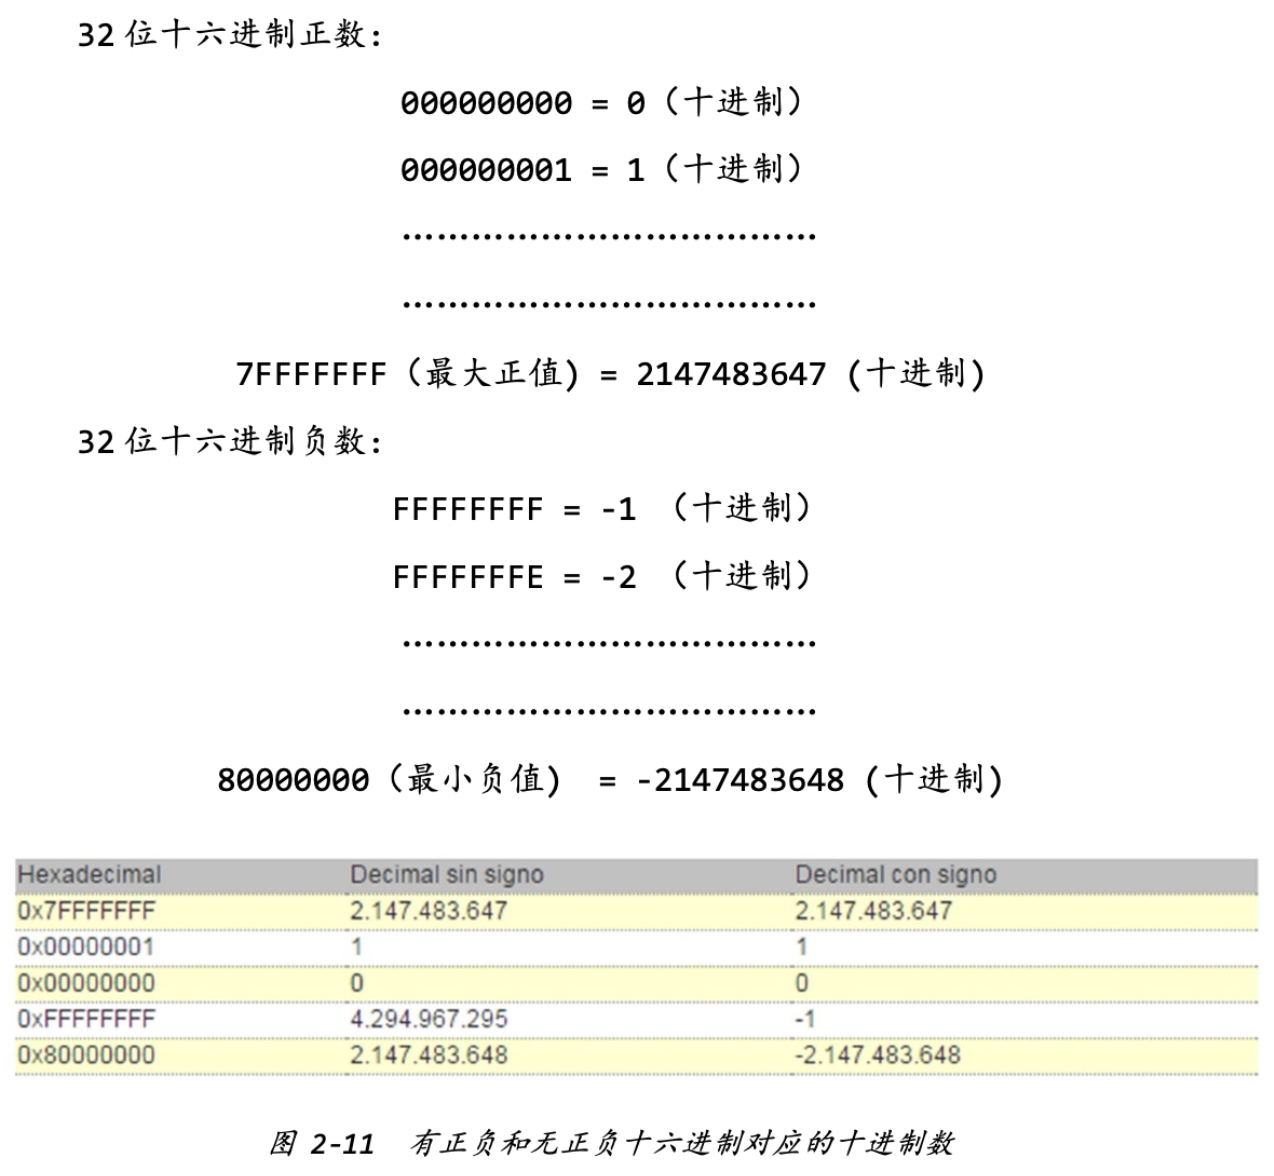 32 位十六进制正数:
000000000 = 0（十进制）
000000001 = 1（十进制）
………………………………
………………………………
7FFFFFFF（最大正值) = 2147483647 (十进制)
32 位十六进制负数:
FFFFFFFF = -1 （十进制）
FFFFFFFE = -2 （十进制）
………………………………
………………………………
80000000（最小负值) = -2147483648 (十进制)
Hexadecimal Decimal sin signo Decimal con signo
0x7FFFFFFF 2.147.483.647 2.147.483.647
0x00000001 1 1
0x00000000 0 0
0xFFFFFFFF 4.294.967.295 -1
0x80000000 2.147.483.648 -2.147.483.648
图 2-11 有正负和无正负十六进制对应的十进制数